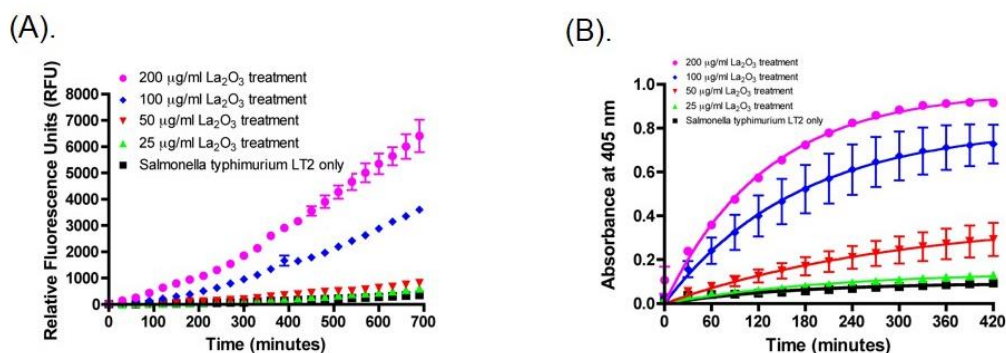 (A).
Relative Fluorescence Units (RFU)
200 µg/ml La₂O₃ treatment
100 µg/ml La₂O₃ treatment
50 µg/ml La₂O₃ treatment
25 µg/ml La₂O₃ treatment
Salmonella typhimurium LT2 only
8000
7000
6000
5000
4000
3000
2000
1000
0
0 100 200 300 400 500 600 700
Time (minutes)
(B).
Absorbance at 405 nm
200 µg/ml La₂O₃ treatment
100 µg/ml La₂O₃ treatment
50 µg/ml La₂O₃ treatment
25 µg/ml La₂O₃ treatment
Salmonella typhimurium LT2 only
1.0
0.8
0.6
0.4
0.2
0.0
0 60 120 180 240 300 360 420
Time (minutes)